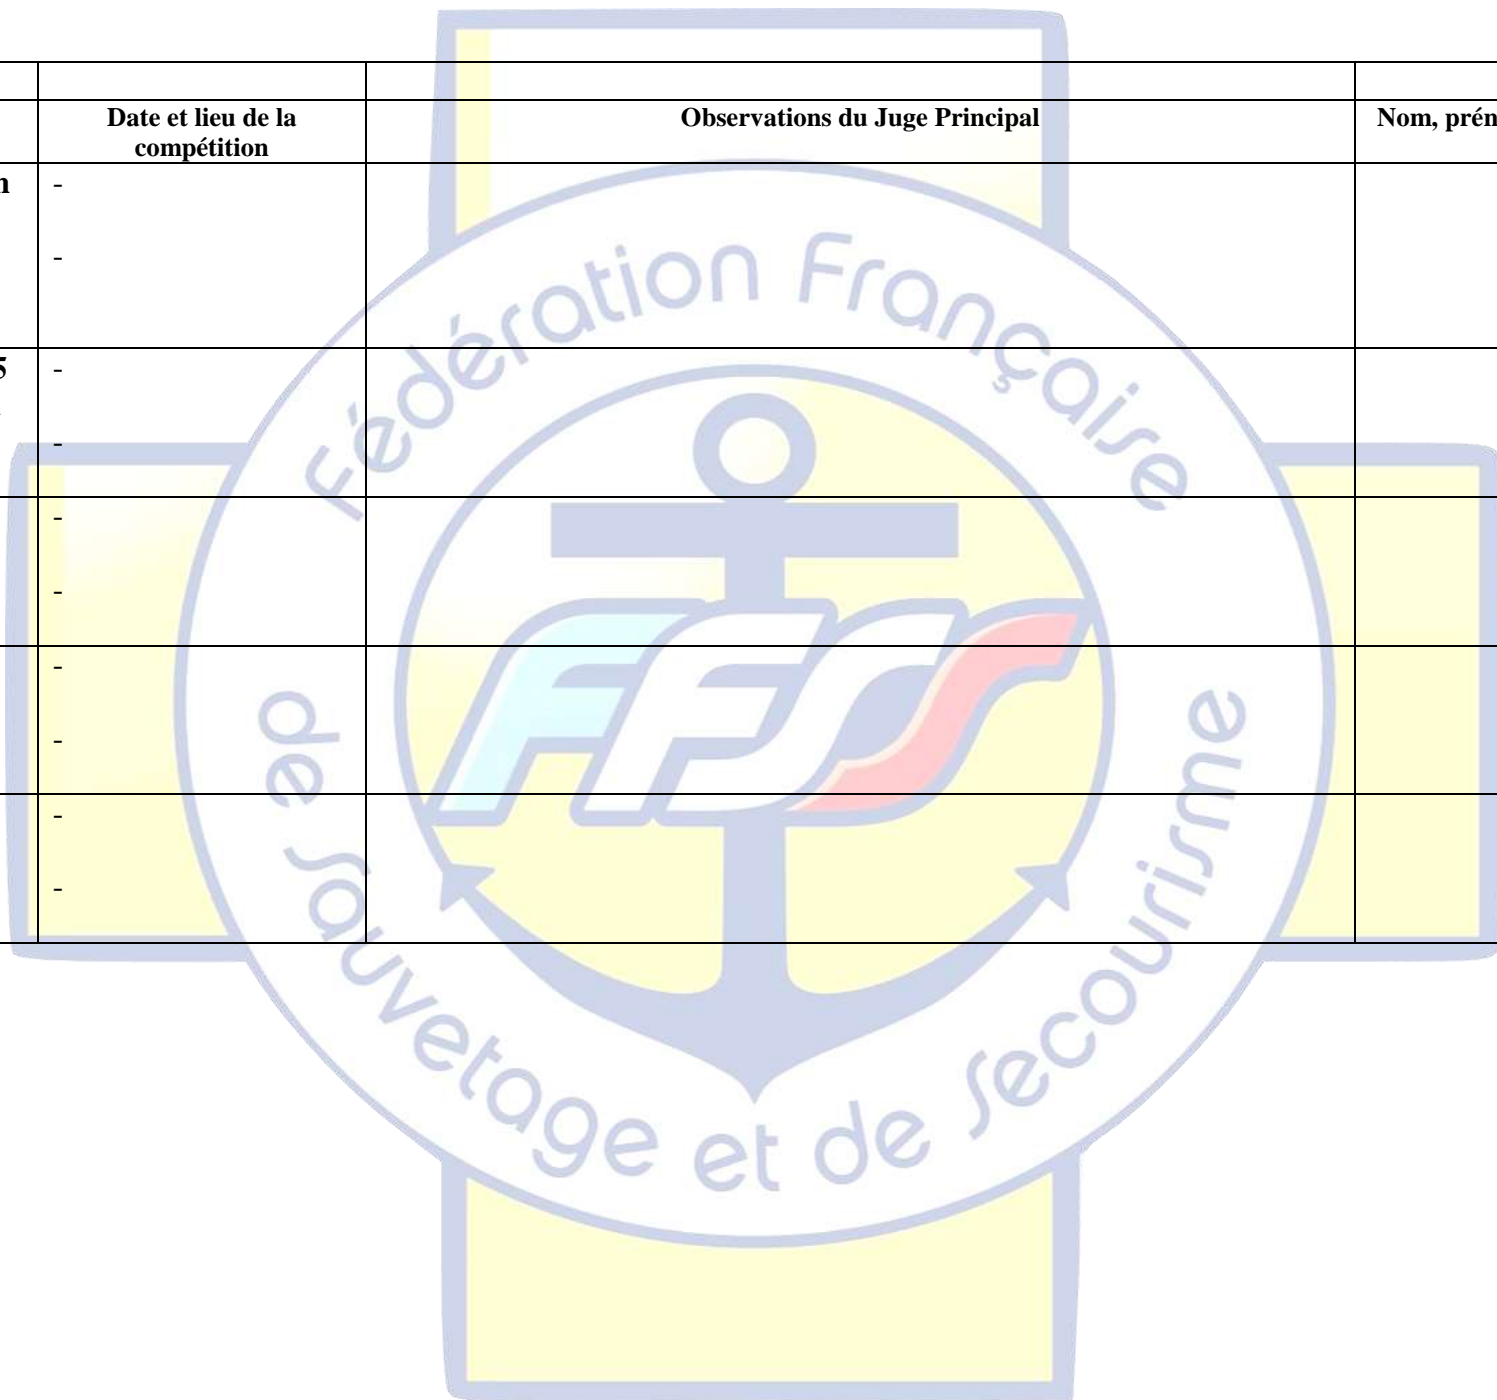 Date et lieu de la
compétition
Observations du Juge Principal
Nom, prén
-
-
5
-
-
-
-
-
-
-
-
Fédération Française
FFSS
de Sauvetage et de Secourisme